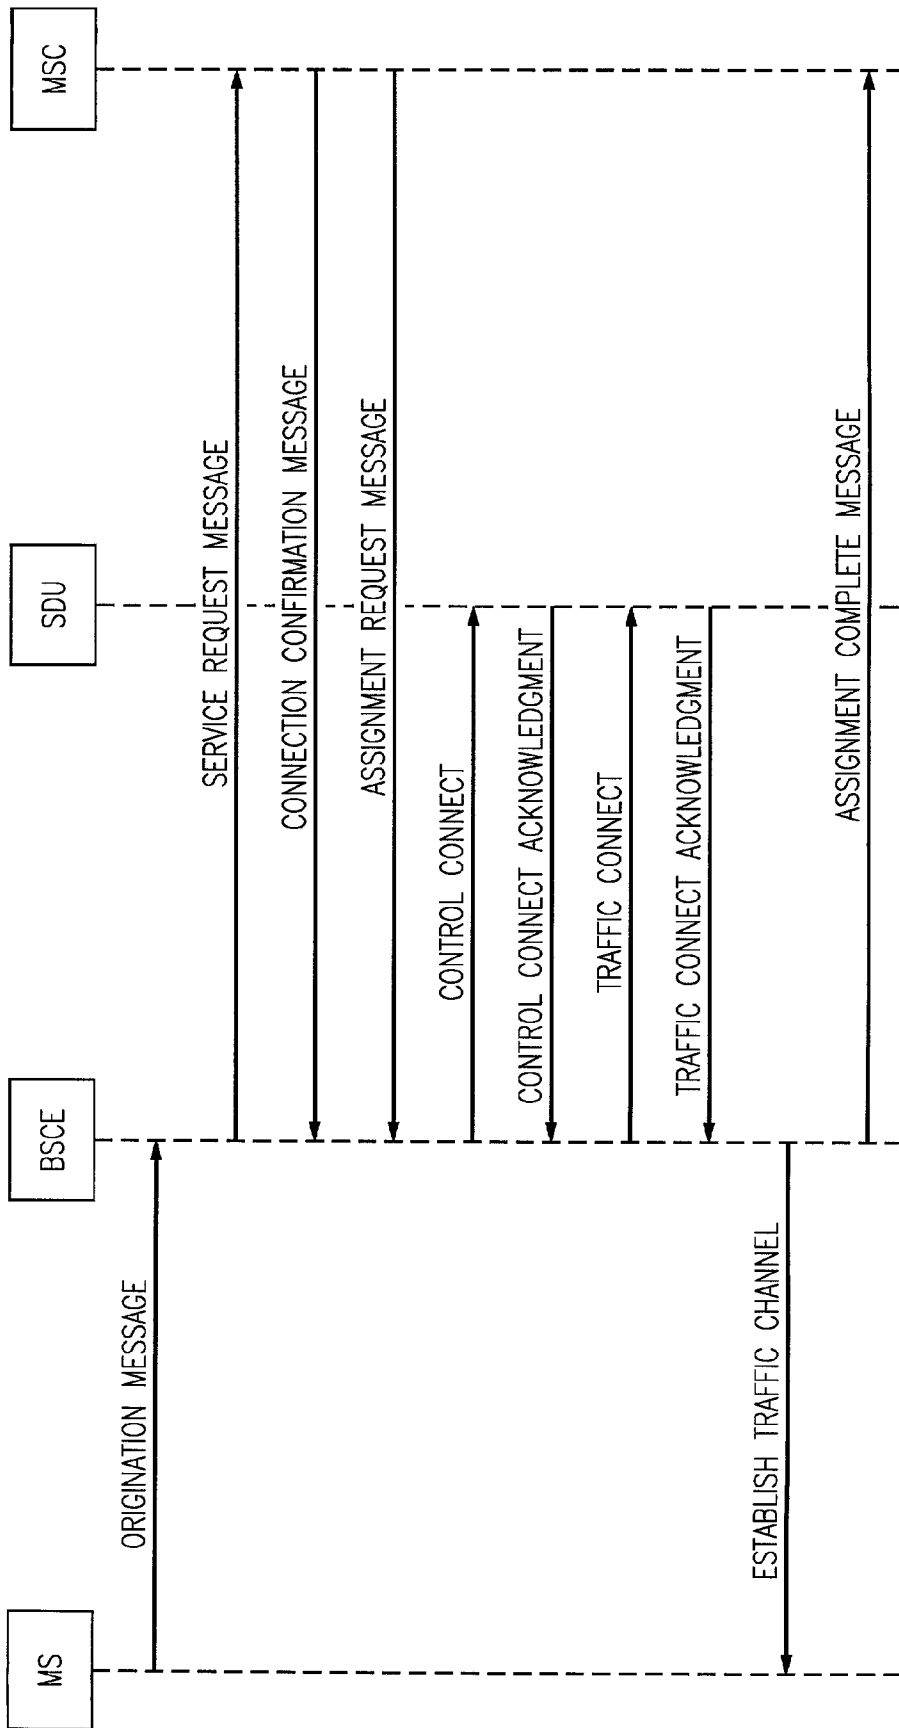 MS
BSCE
SDU
MSC
ORIGINATION MESSAGE
SERVICE REQUEST MESSAGE
CONNECTION CONFIRMATION MESSAGE
ASSIGNMENT REQUEST MESSAGE
CONTROL CONNECT
CONTROL CONNECT ACKNOWLEDGMENT
TRAFFIC CONNECT
TRAFFIC CONNECT ACKNOWLEDGMENT
ESTABLISH TRAFFIC CHANNEL
ASSIGNMENT COMPLETE MESSAGE